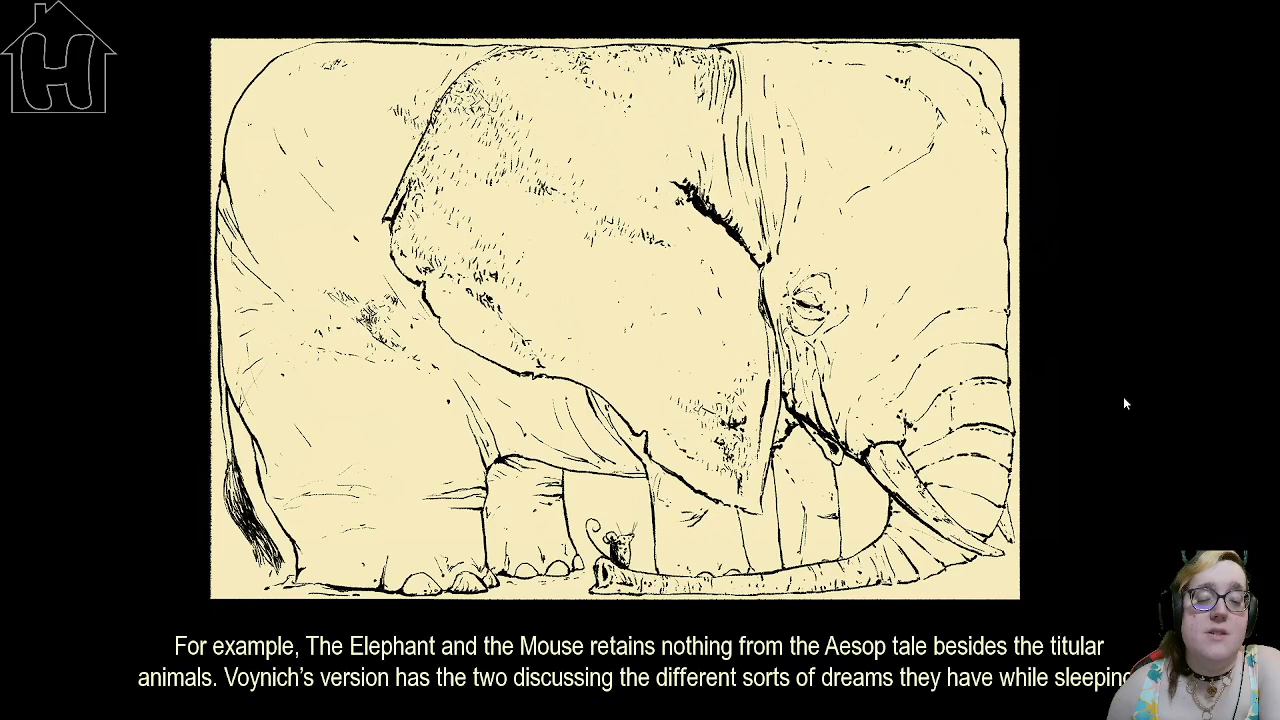 H
For example, The Elephant and the Mouse retains nothing from the Aesop tale besides the titular
animals. Voynich’s version has the two discussing the different sorts of dreams they have while sleeping